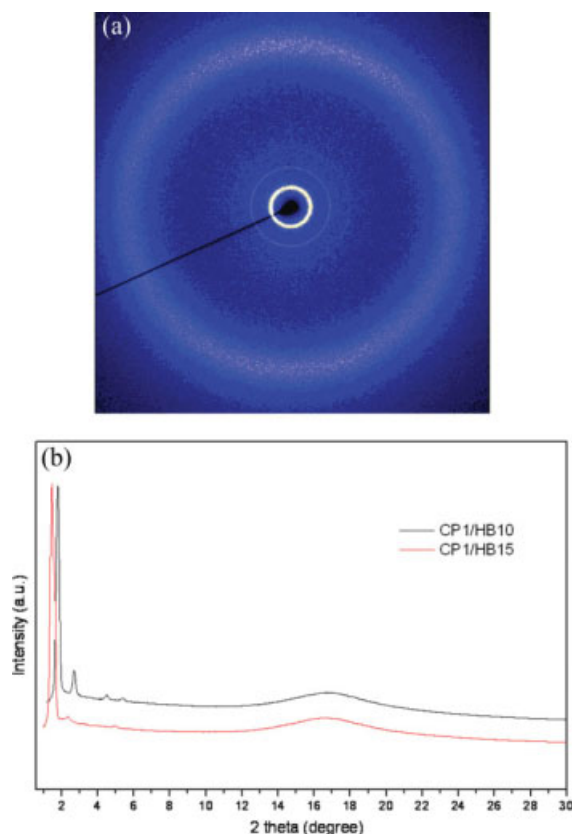 (a)
(b)
Intensity (a.u.)
CP1/HB10
CP1/HB15
2 4 6 8 10 12 14 16 18 20 22 24 26 28 30
2 theta (degree)